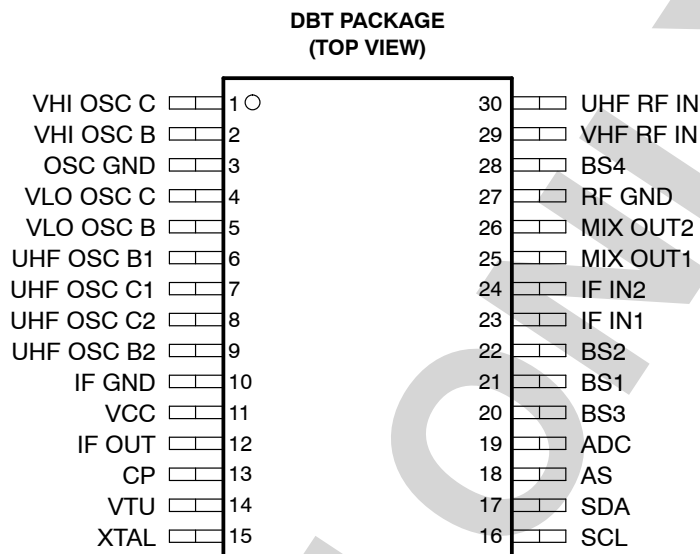 DBT PACKAGE
(TOP VIEW)
VHI OSC C 1 30 UHF RF IN
VHI OSC B 2 29 VHF RF IN
OSC GND 3 28 BS4
VLO OSC C 4 27 RF GND
VLO OSC B 5 26 MIX OUT2
UHF OSC B1 6 25 MIX OUT1
UHF OSC C1 7 24 IF IN2
UHF OSC C2 8 23 IF IN1
UHF OSC B2 9 22 BS2
IF GND 10 21 BS1
VCC 11 20 BS3
IF OUT 12 19 ADC
CP 13 18 AS
VTU 14 17 SDA
XTAL 15 16 SCL